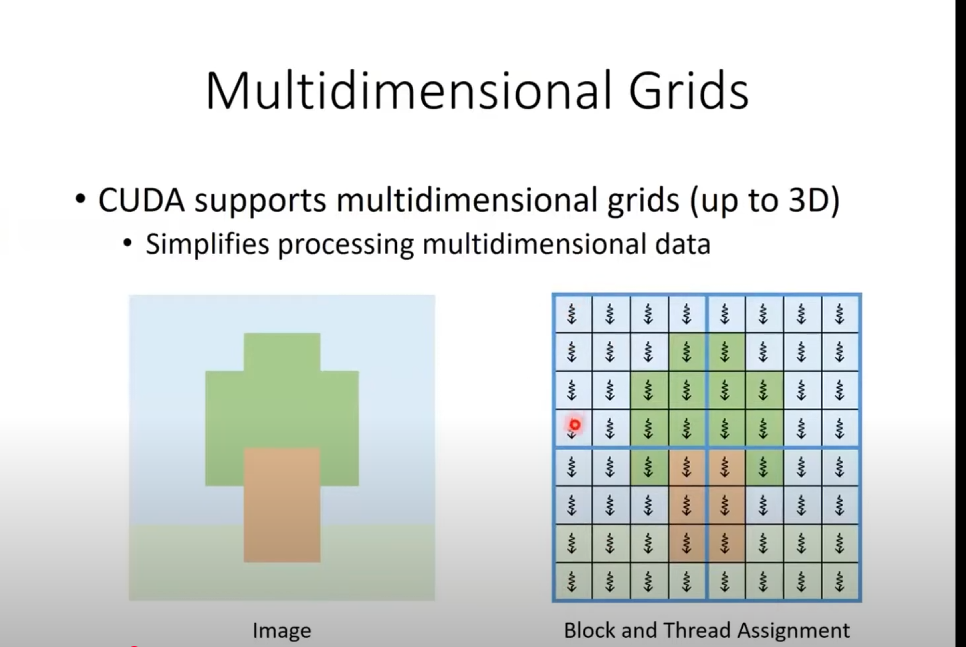 Multidimensional Grids
• CUDA supports multidimensional grids (up to 3D)
• Simplifies processing multidimensional data
Image
Block and Thread Assignment